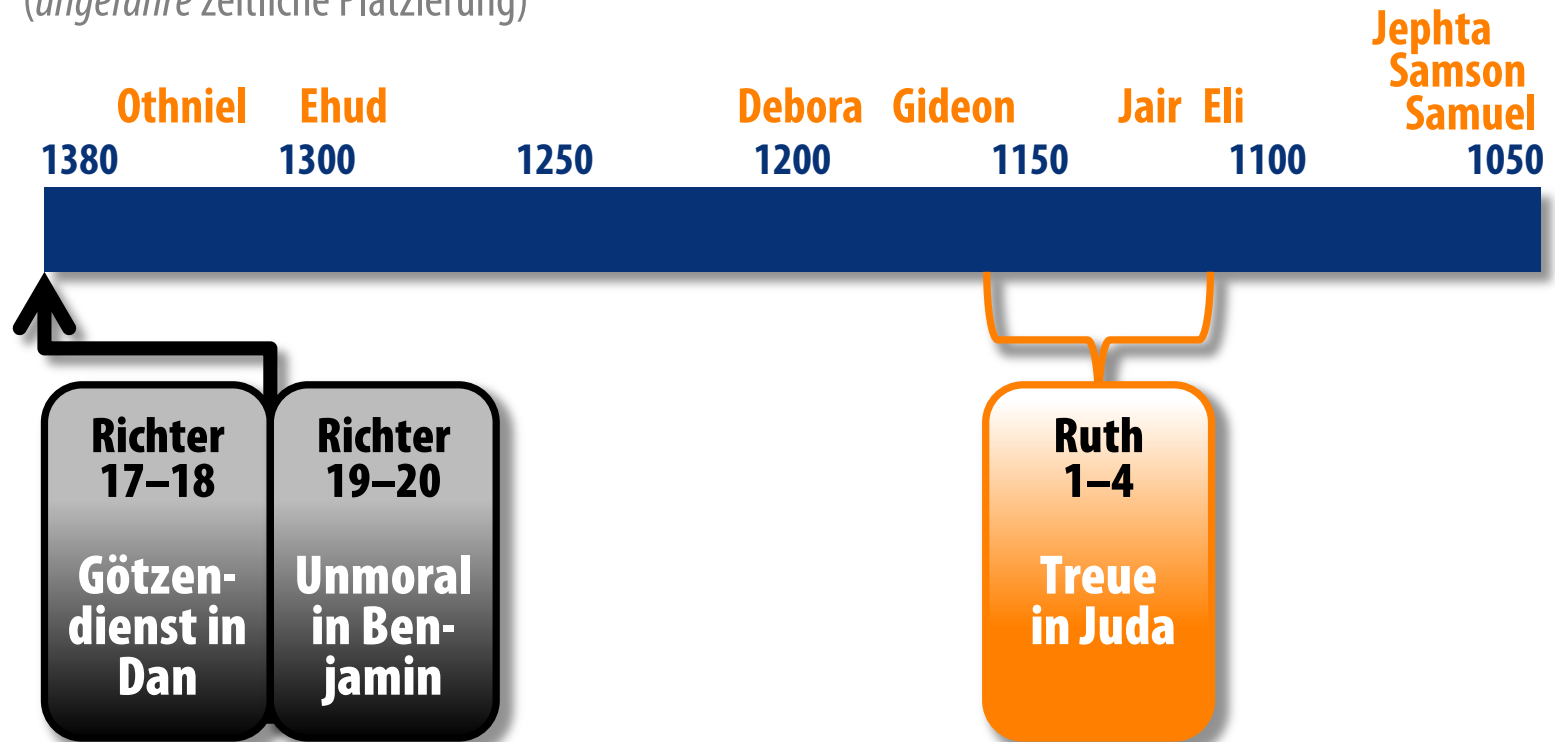 (ungefähre zeitliche Platzierung)
Jephta
Samson
Othniel Ehud Debora Gideon Jair Eli Samuel
1380 1300 1250 1200 1150 1100 1050
Richter
17–18
Götzen-
dienst in
Dan
Richter
19–20
Unmoral
in Ben-
jamin
Ruth
1–4
Treue
in Juda